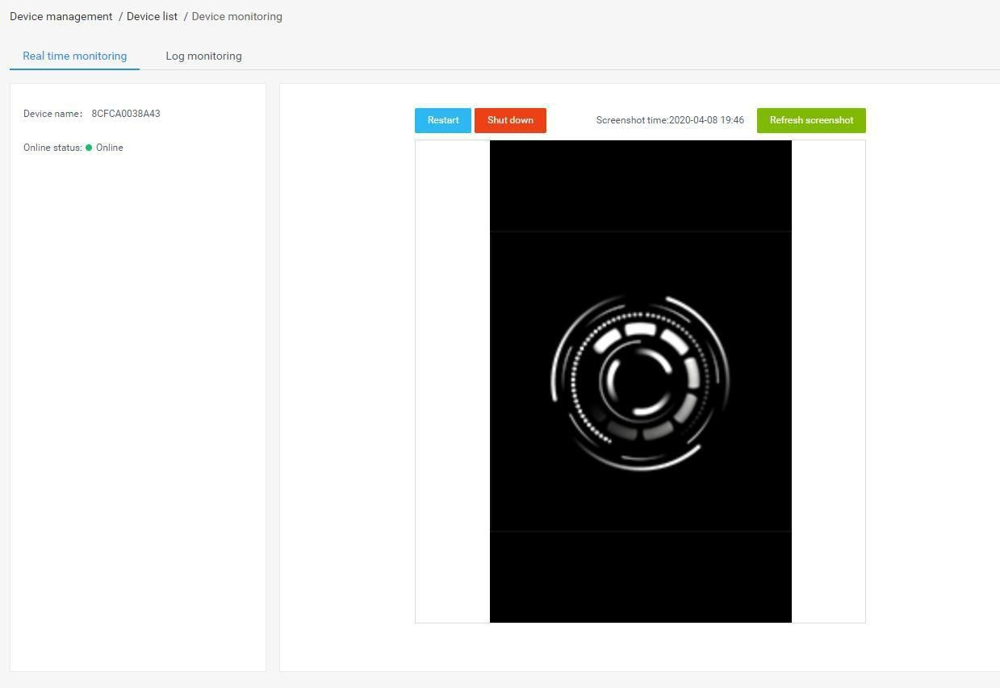 Device management / Device list / Device monitoring
Real time monitoring Log monitoring
Device name: 8CFCA0038A43
Online status: Online
Restart Shut down Screenshot time:2020-04-08 19:46 Refresh screenshot